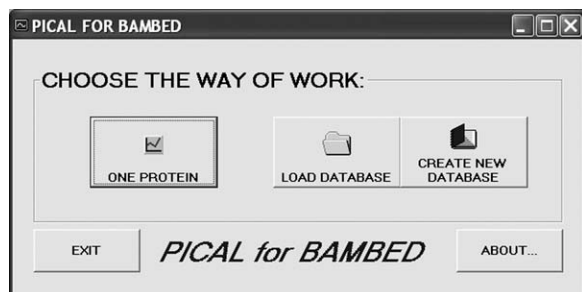 PICAL FOR BAMBED
CHOOSE THE WAY OF WORK:
ONE PROTEIN
LOAD DATABASE
CREATE NEW
DATABASE
EXIT
PICAL for BAMBED
ABOUT...